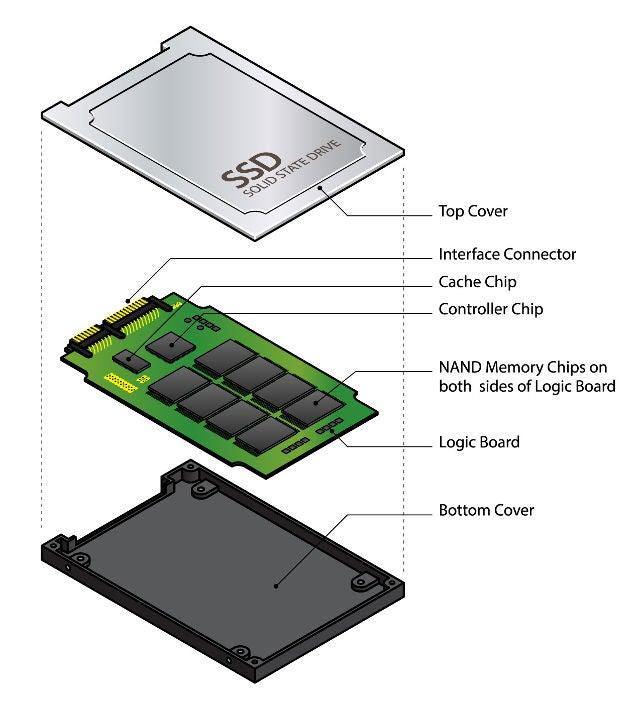 SSD
SOLID STATE DRIVE
Top Cover
Interface Connector
Cache Chip
Controller Chip
NAND Memory Chips on
both sides of Logic Board
Logic Board
Bottom Cover